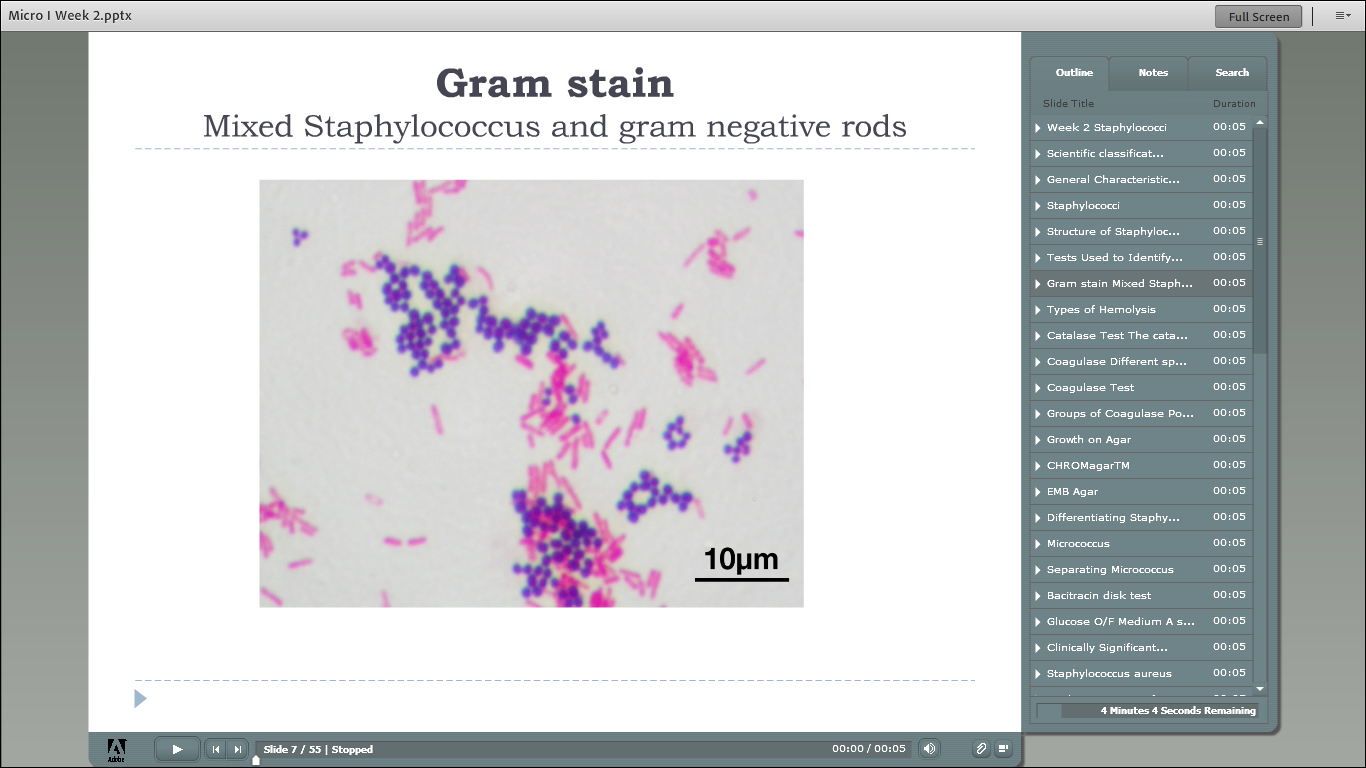 Micro I Week 2.pptx
Full Screen
Gram stain
Mixed Staphylococcus and gram negative rods
10µm
Outline Notes Search
Slide Title Duration
Week 2 Staphylococci 00:05
Scientific classificat... 00:05
General Characteristic... 00:05
Staphylococci 00:05
Structure of Staphyloc... 00:05
Tests Used to Identify... 00:05
Gram stain Mixed Staph... 00:05
Types of Hemolysis 00:05
Catalase Test The cata... 00:05
Coagulase Different sp... 00:05
Coagulase Test 00:05
Groups of Coagulase Po... 00:05
Growth on Agar 00:05
CHROMagarTM 00:05
EMB Agar 00:05
Differentiating Staphy... 00:05
Micrococcus 00:05
Separating Micrococcus 00:05
Bacitracin disk test 00:05
Glucose O/F Medium A s... 00:05
Clinically Significant... 00:05
Staphylococcus aureus 00:05
4 Minutes 4 Seconds Remaining
Adobe
Slide 7 / 55 | Stopped
00:00 / 00:05